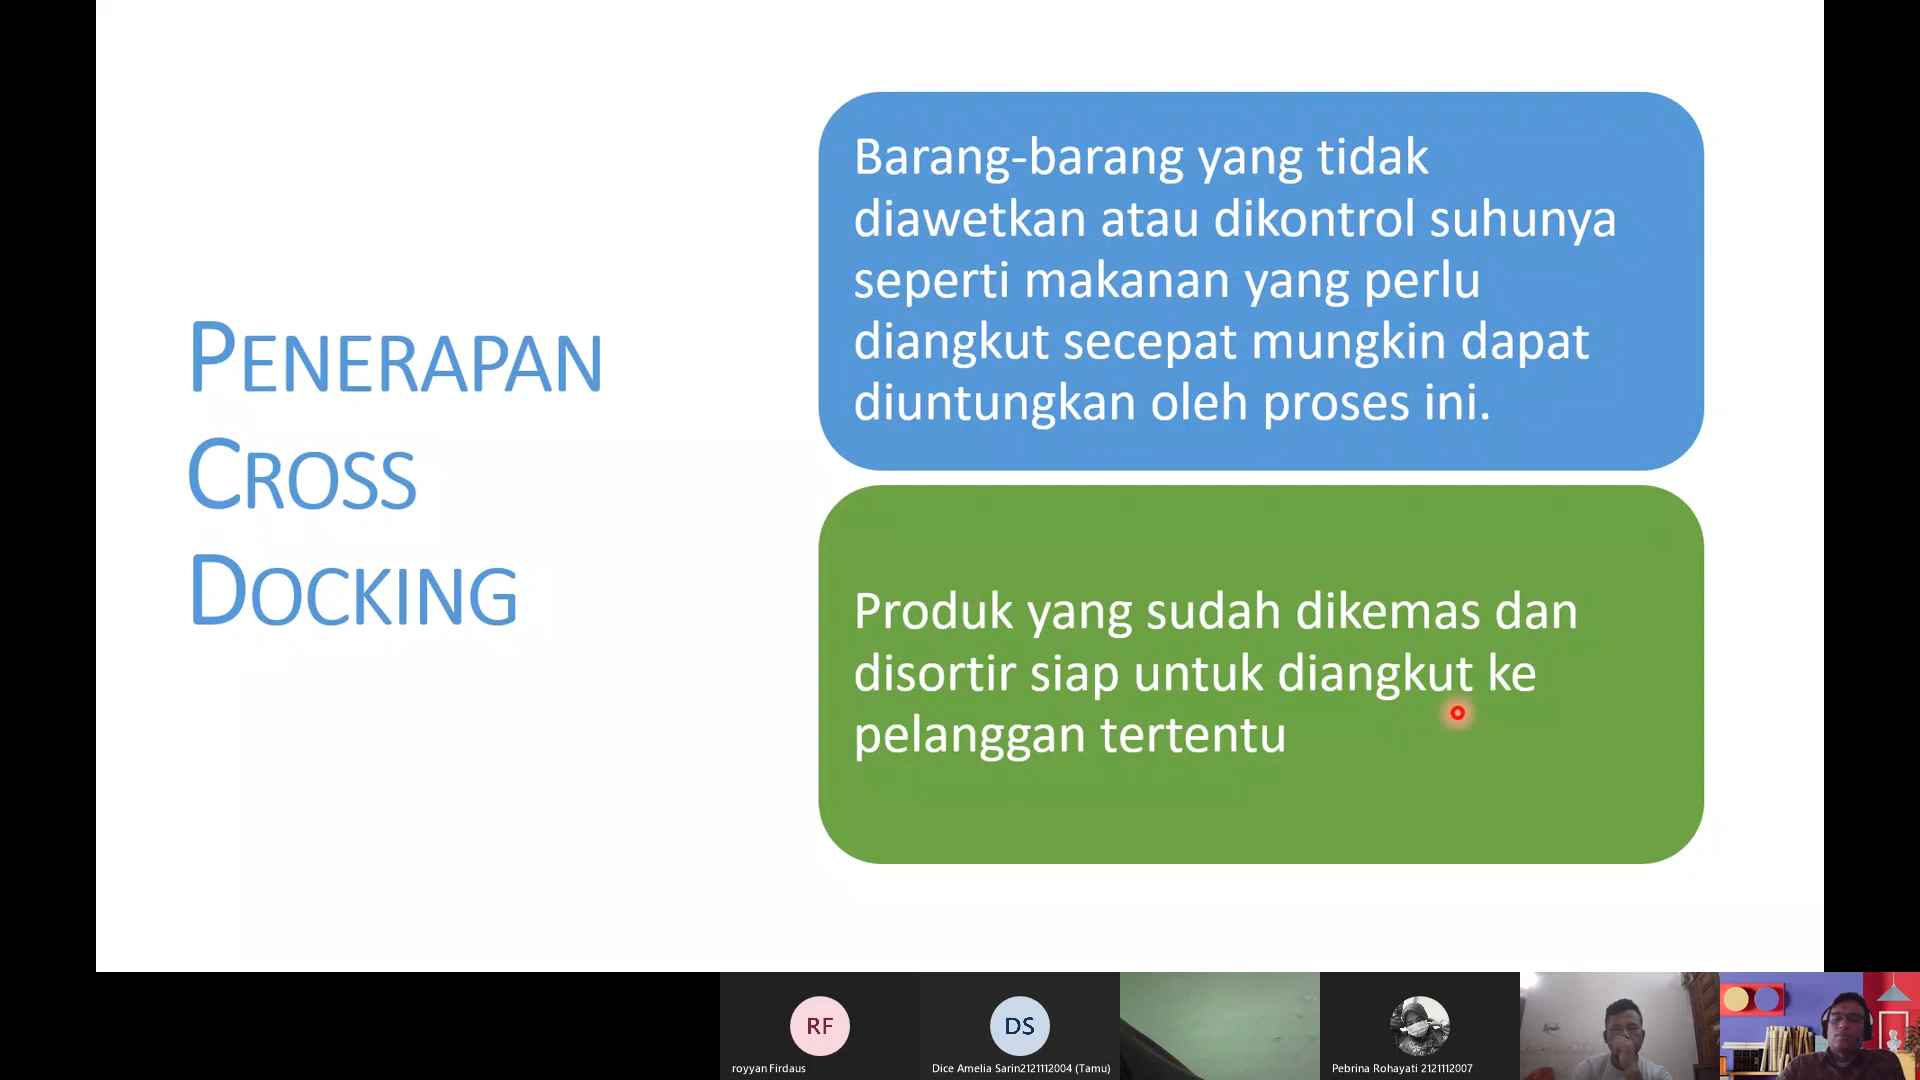 PENERAPAN
CROSS
DOCKING
Barang-barang yang tidak
diawetkan atau dikontrol suhunya
seperti makanan yang perlu
diangkut secepat mungkin dapat
diuntungkan oleh proses ini.
Produk yang sudah dikemas dan
disortir siap untuk diangkut ke
pelanggan tertentu
RF
royyan Firdaus
DS
Dice Amelia Sarin2121112004 (Tamu)
Pebrina Rohayati 2121112007